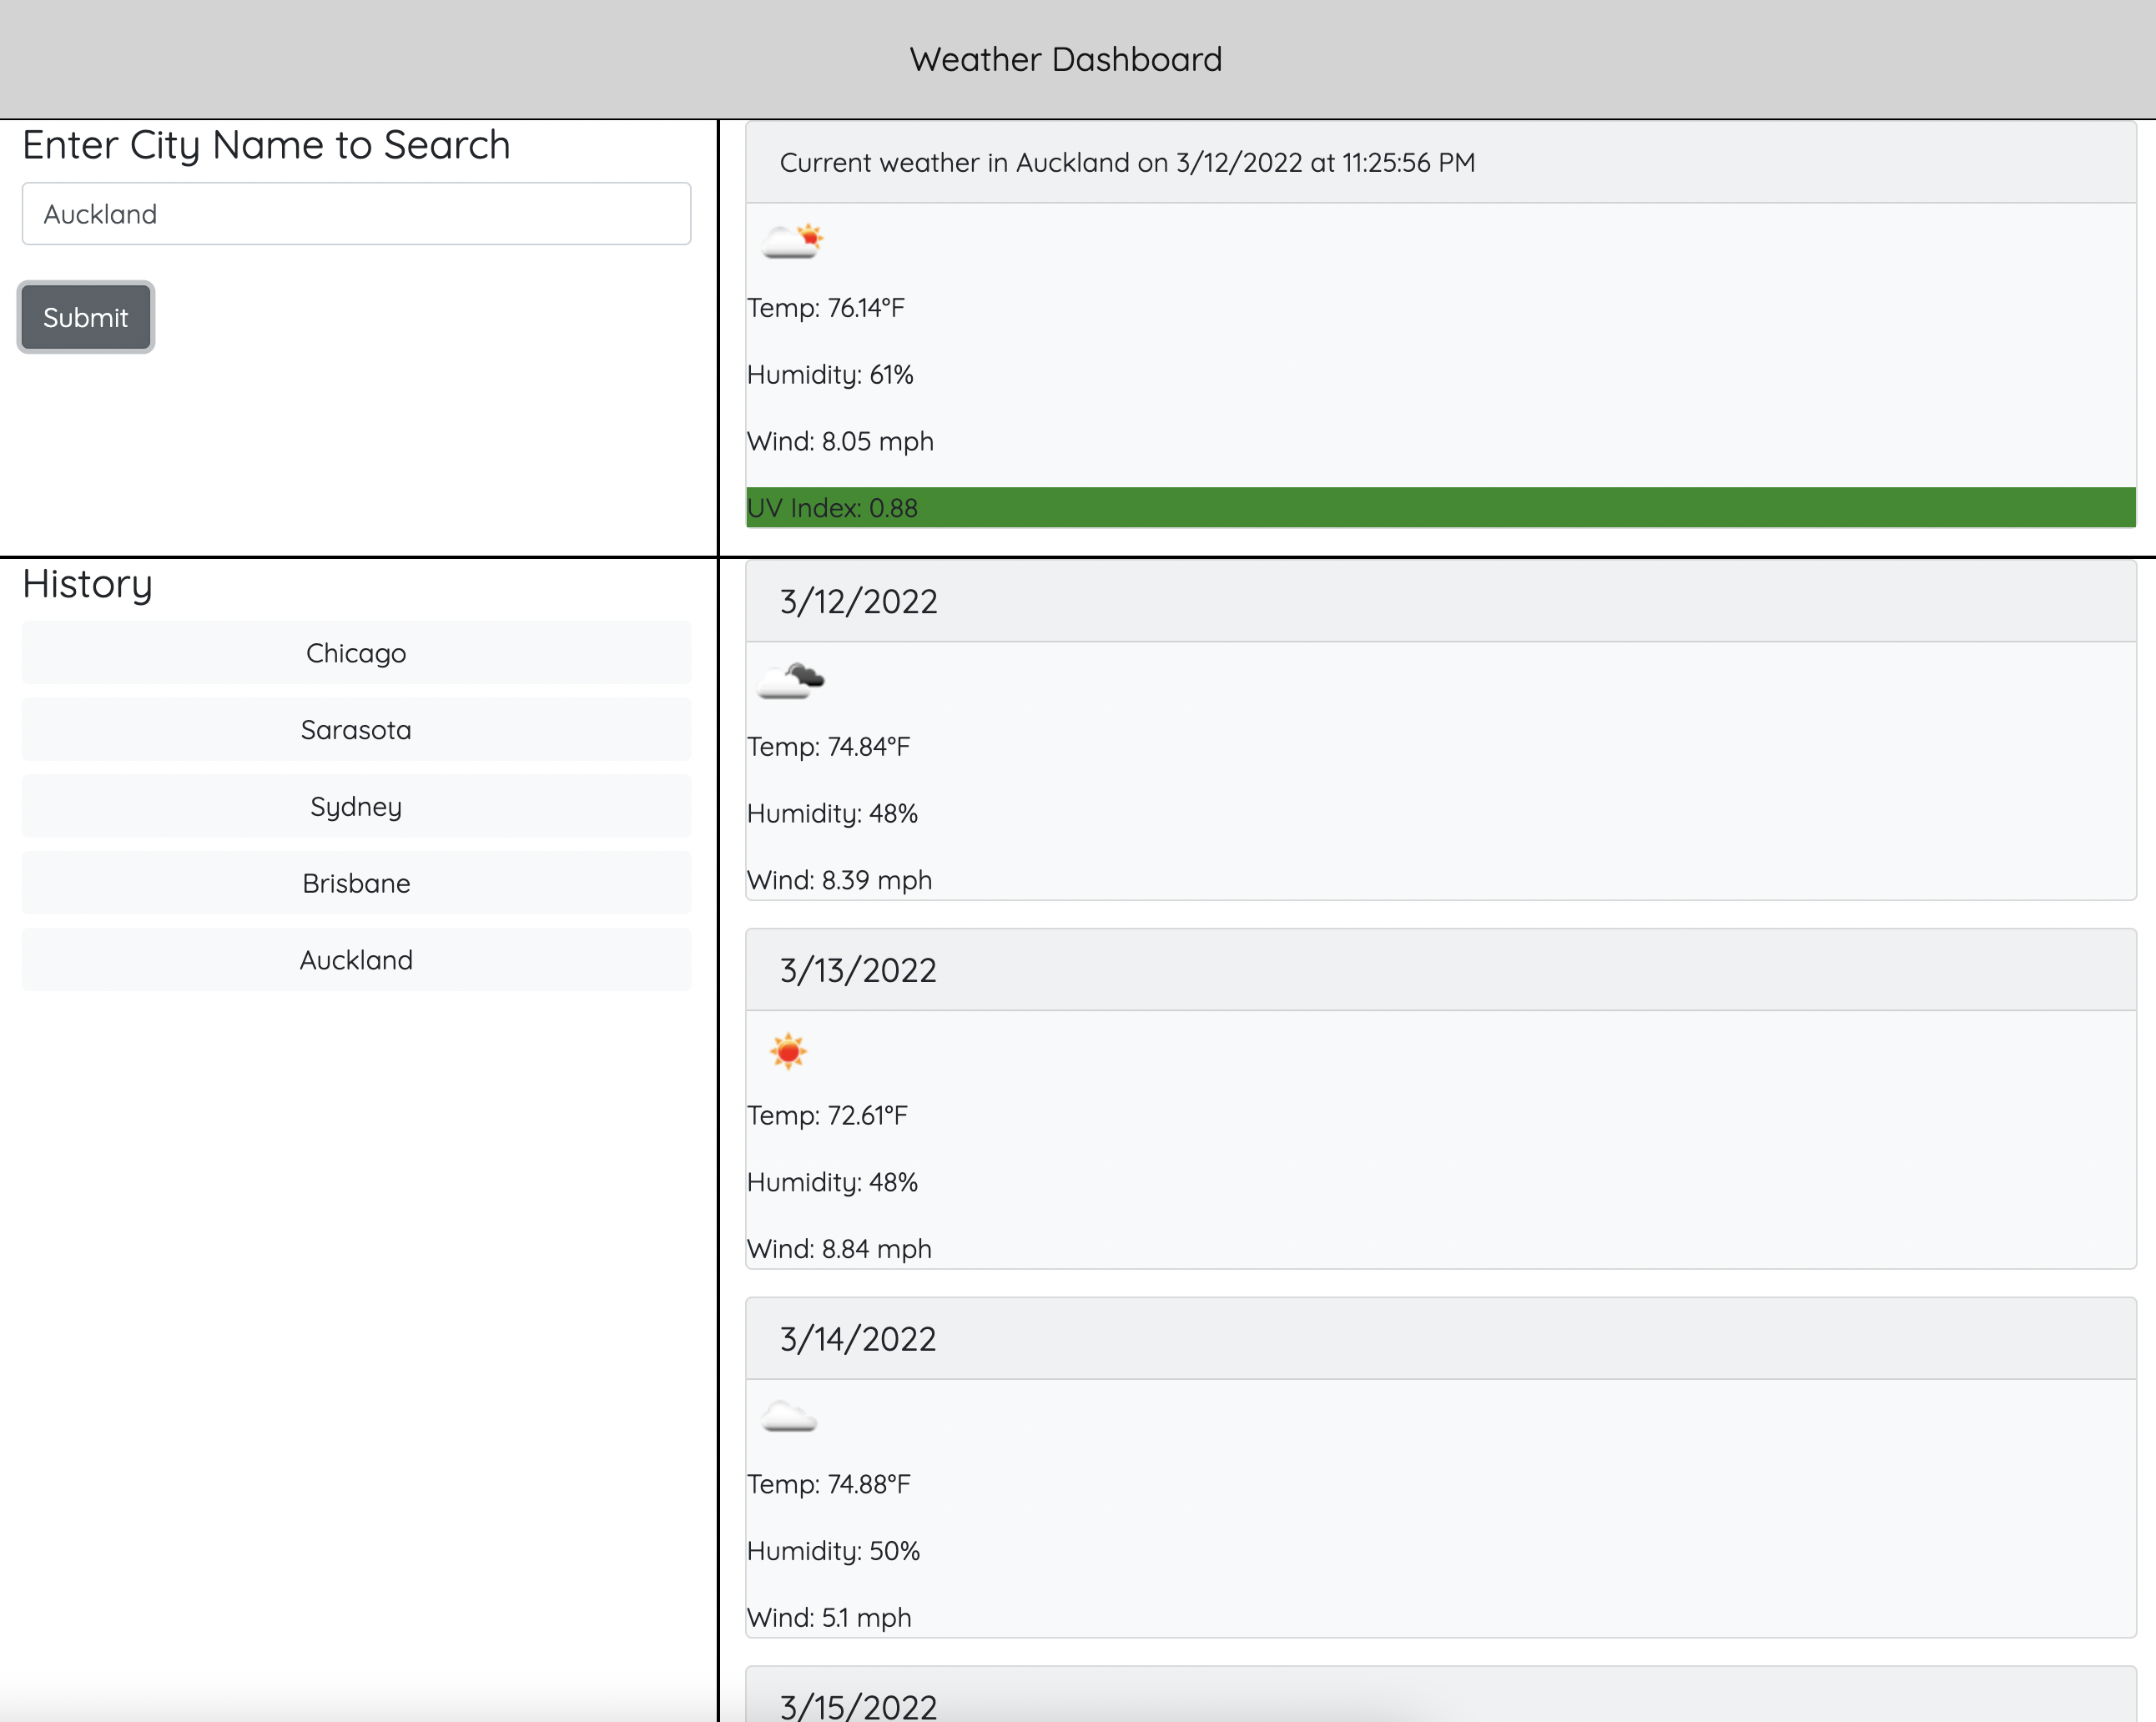 Weather Dashboard
Enter City Name to Search
Auckland
Submit
Current weather in Auckland on 3/12/2022 at 11:25:56 PM
Temp: 76.14°F
Humidity: 61%
Wind: 8.05 mph
UV Index: 0.88
History
Chicago
Sarasota
Sydney
Brisbane
Auckland
3/12/2022
Temp: 74.84°F
Humidity: 48%
Wind: 8.39 mph
3/13/2022
Temp: 72.61°F
Humidity: 48%
Wind: 8.84 mph
3/14/2022
Temp: 74.88°F
Humidity: 50%
Wind: 5.1 mph
3/15/2022